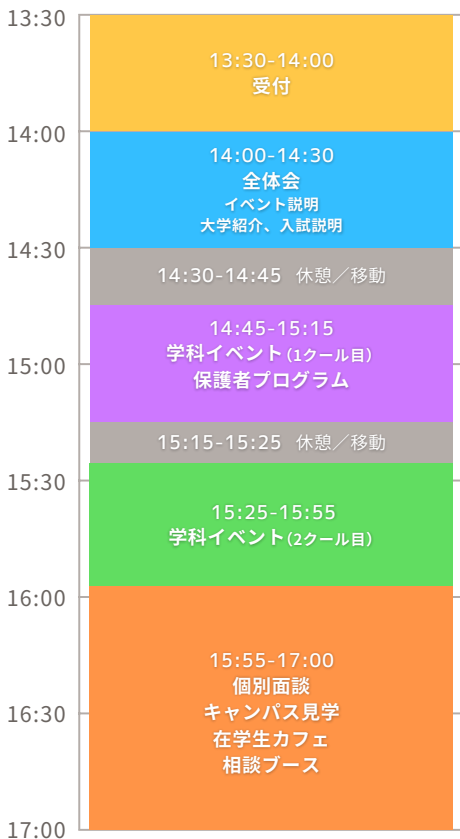 13:30
13:30-14:00
受付
14:00
14:00-14:30
全体会
イベント説明
大学紹介、入試説明
14:30
14:30-14:45 休憩／移動
14:45-15:15
学科イベント（1クール目）
15:00
保護者プログラム
15:15-15:25 休憩／移動
15:30
15:25-15:55
学科イベント（2クール目）
16:00
15:55-17:00
個別面談
キャンパス見学
16:30
在学生カフェ
相談ブース
17:00